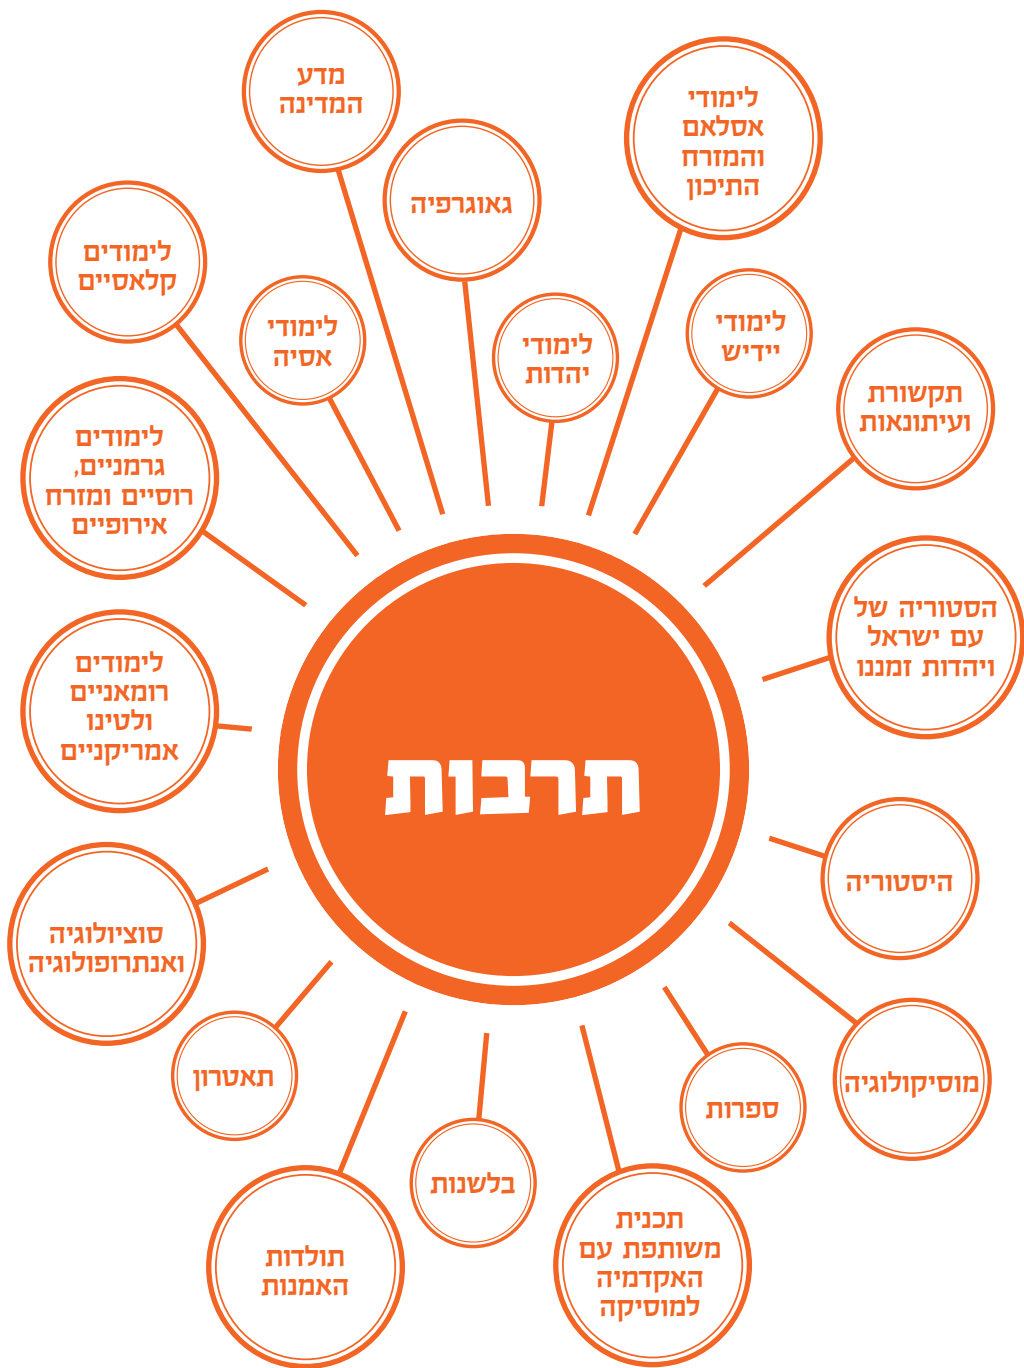 מדע
המדינה
לימודי
אסלאם
והמזרח
התיכון
גאוגרפיה
לימודים
קלאסיים
לימודי
אסיה
לימודי
יהדות
לימודי
יידיש
תקשורת
ועיתונאות
לימודים
גרמניים,
רוסיים ומזרח
אירופיים
הסטוריה של
עם ישראל
ויהדות זמננו
לימודים
רומאניים
ולטינו
אמריקניים
תרבות
היסטוריה
סוציולוגיה
ואנתרופולוגיה
מוסיקולוגיה
תאטרון
ספרות
בלשנות
תכנית
משותפת עם
האקדמיה
למוסיקה
תולדות
האמנות